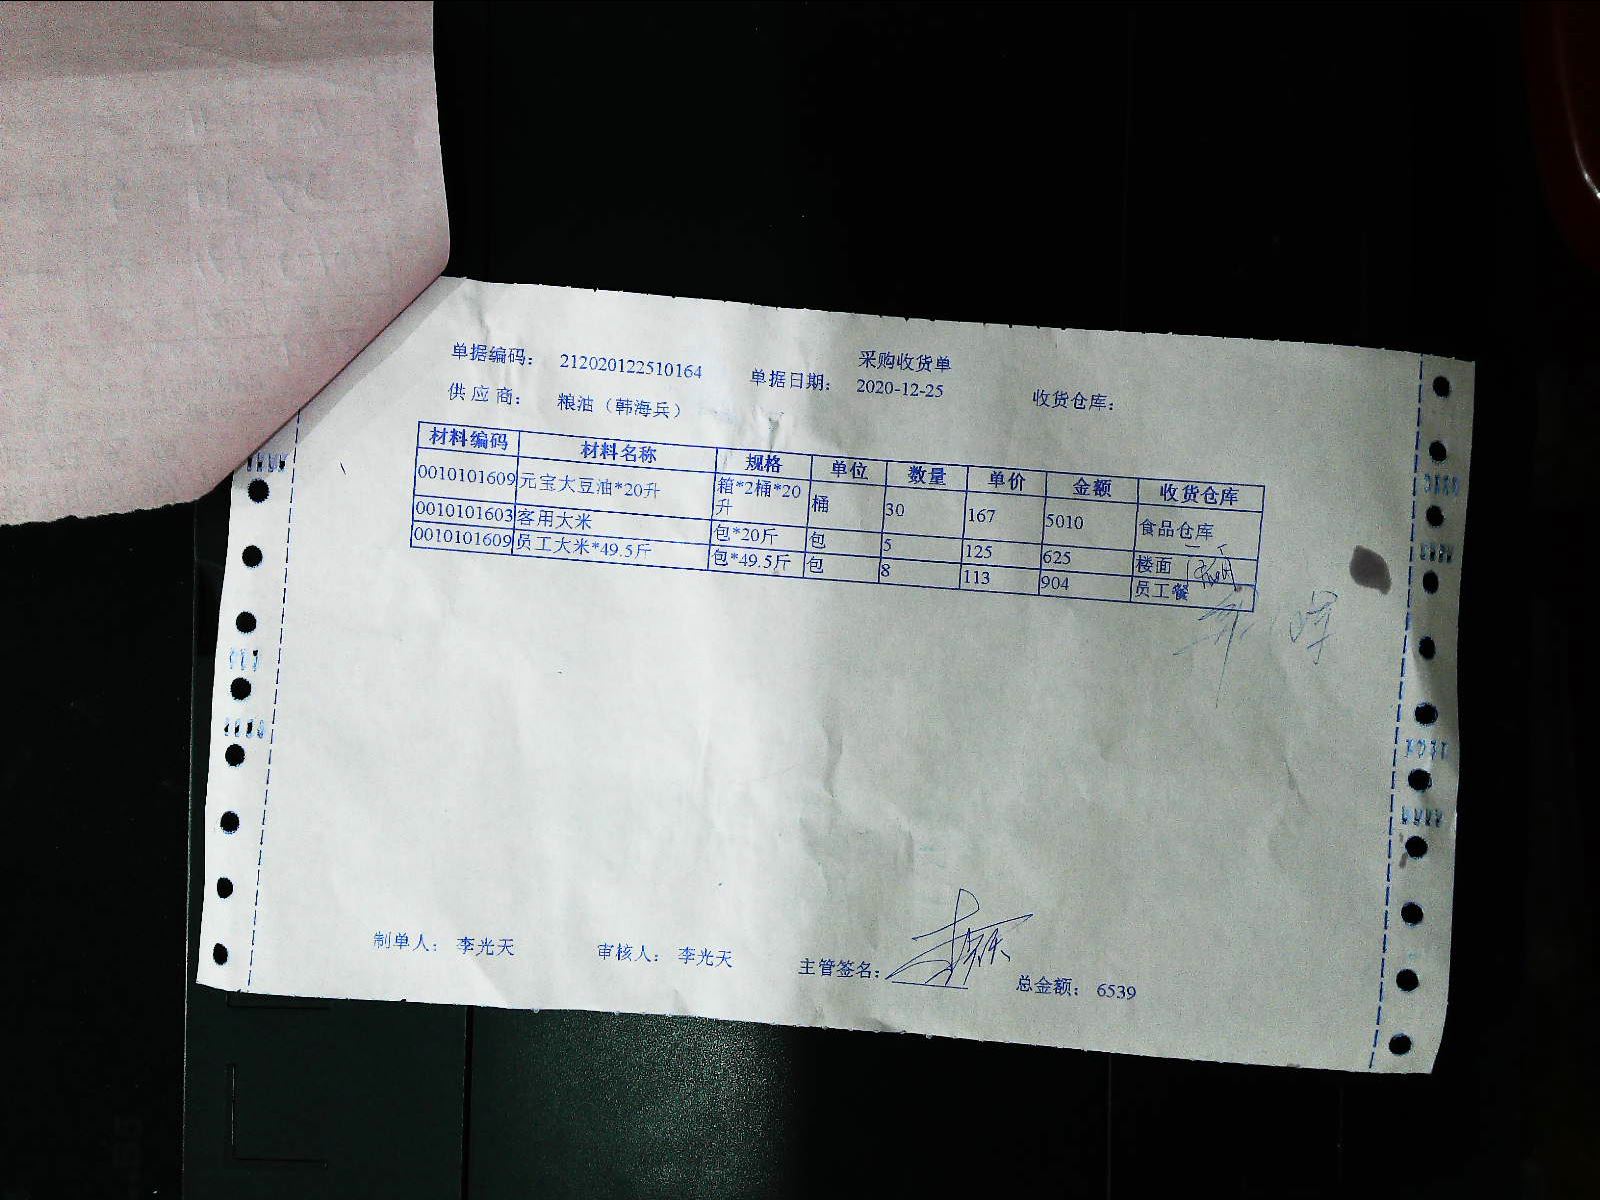 采购收货单
单据编码： 212020122510164 单据日期： 2020-12-25 收货仓库：
供 应 商： 粮油（韩海兵）
材料编码 材料名称 规格 单位 数量 单价 金额 收货仓库
0010101609 元宝大豆油*20升 箱*2桶*20升 桶 30 167 5010 食品仓库
0010101603 客用大米 包*20斤 包 5 125 625 楼面
0010101609 员工大米*49.5斤 包*49.5斤 包 8 113 904 员工餐
制单人： 李光天 审核人： 李光天 主管签名： 总金额： 6539